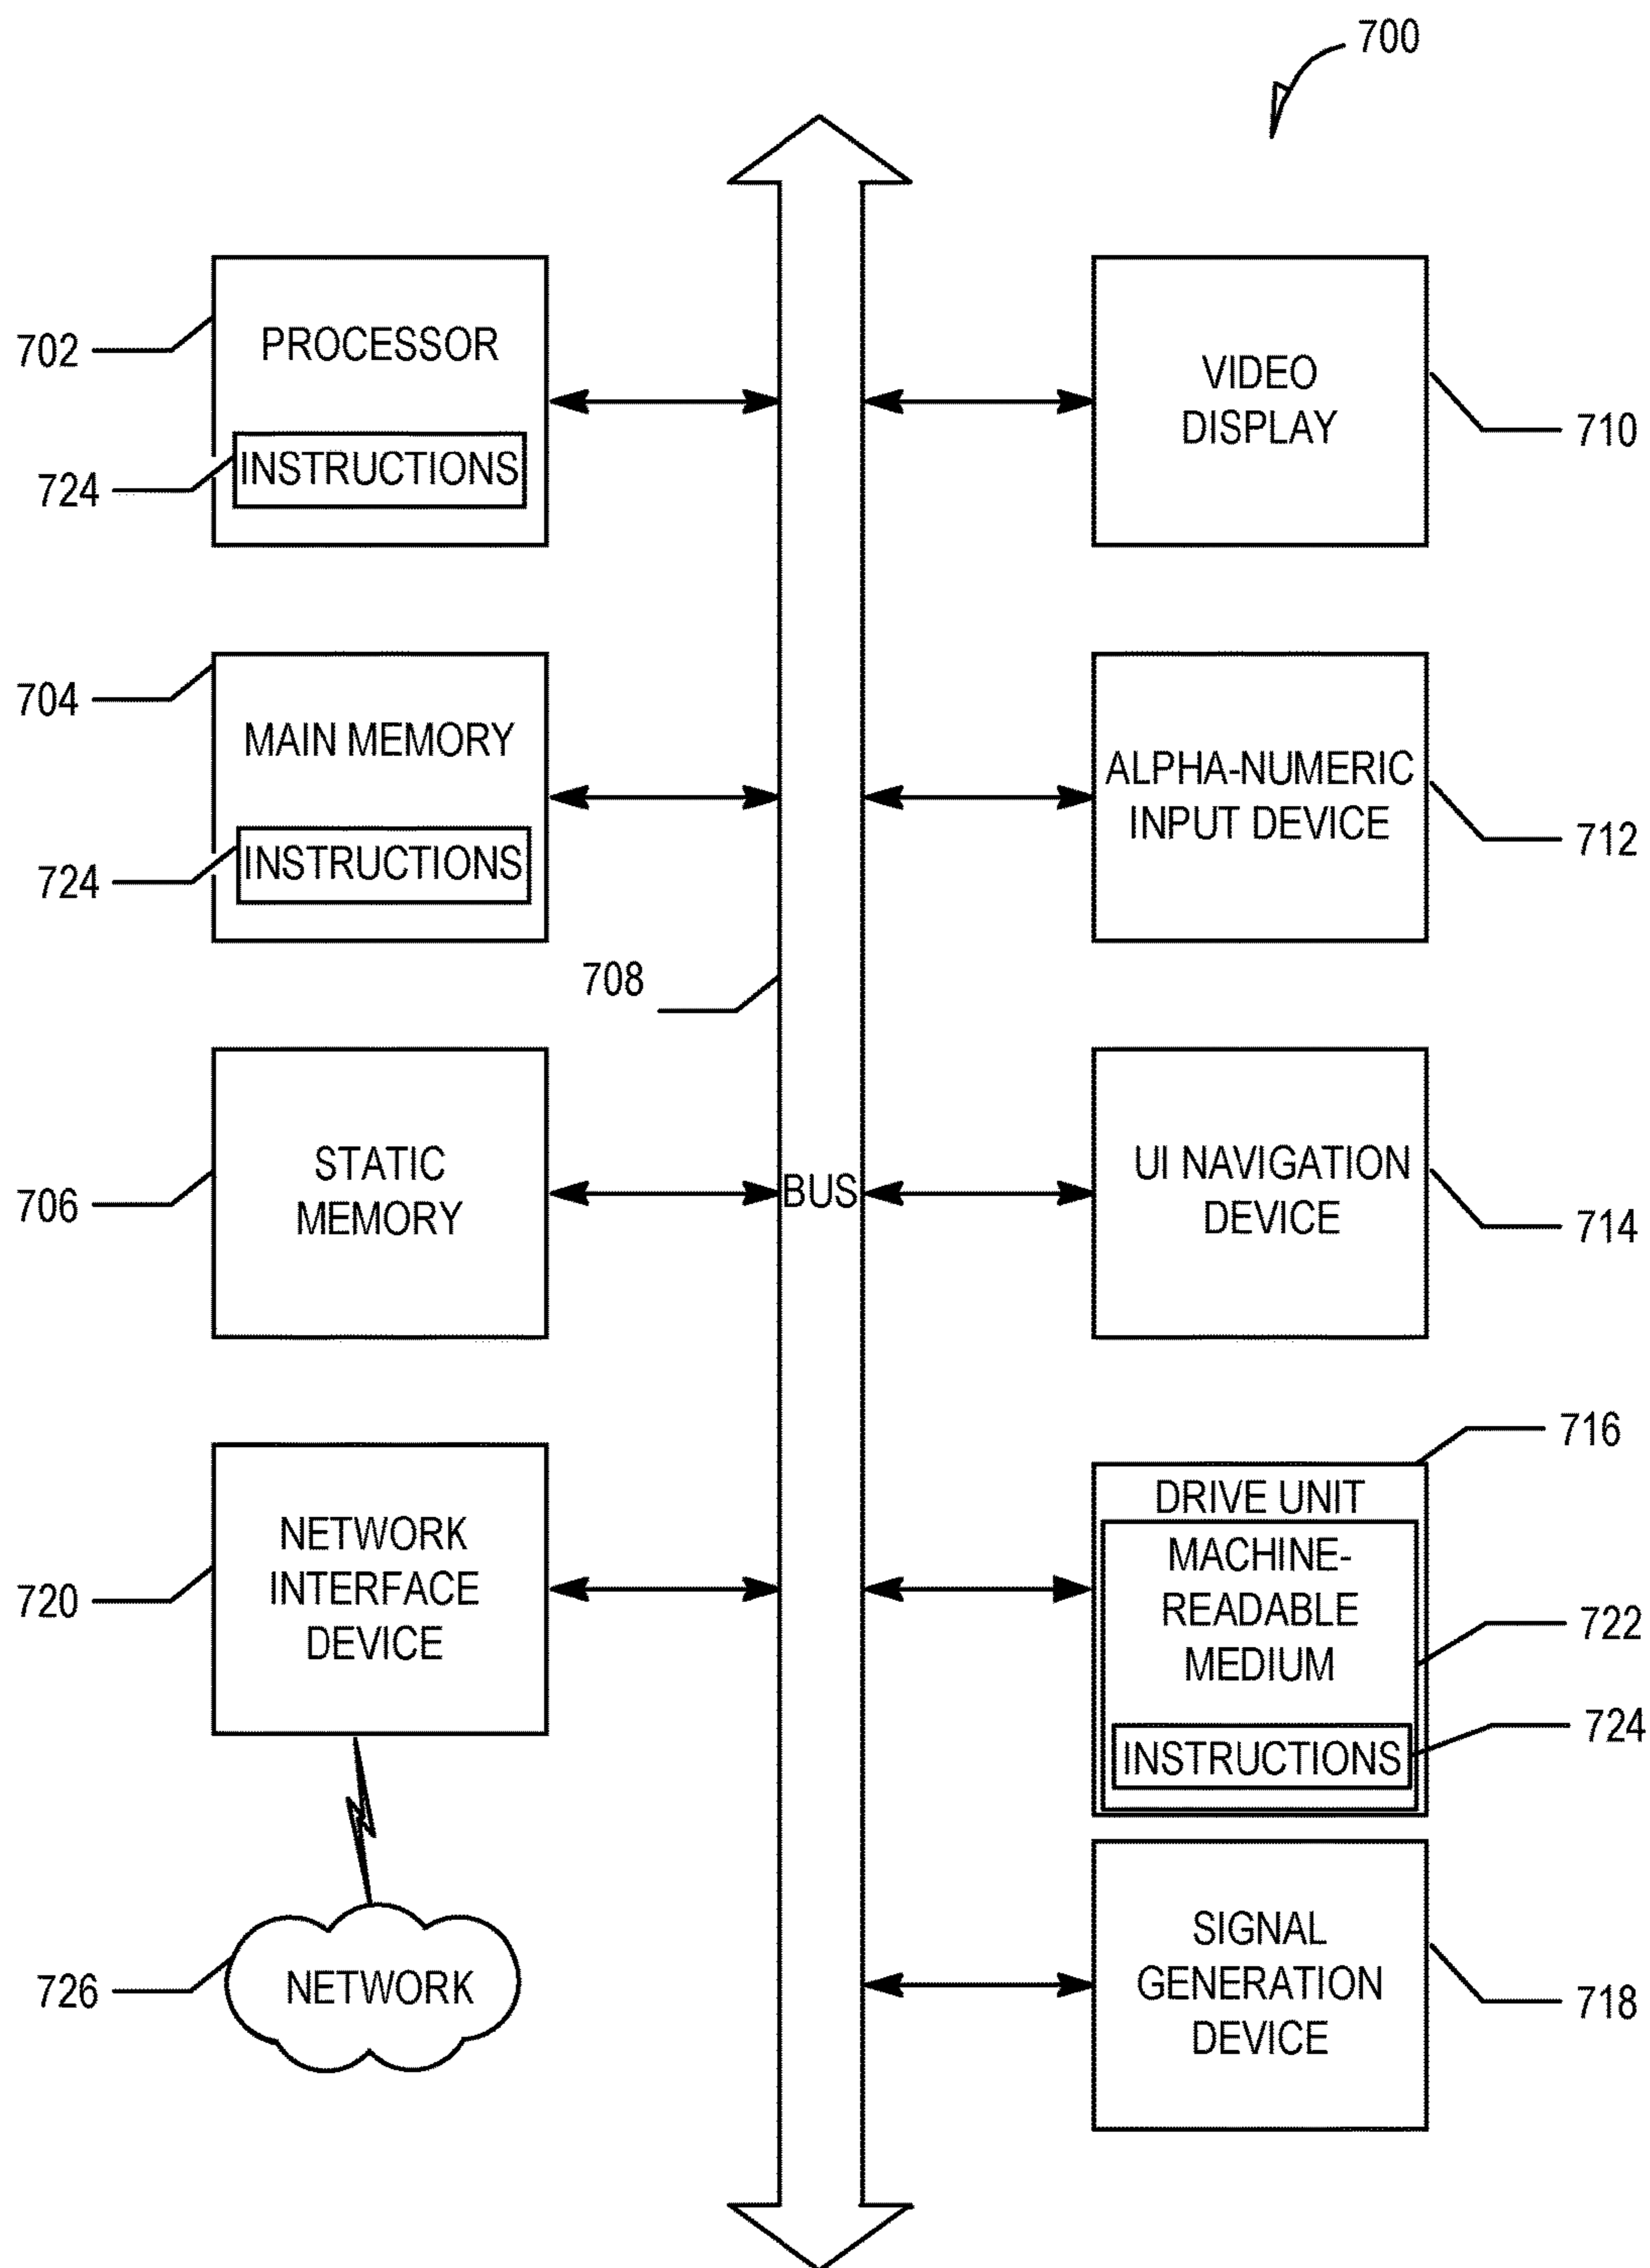 700
702
PROCESSOR
724
INSTRUCTIONS
VIDEO
DISPLAY
710
704
MAIN MEMORY
724
INSTRUCTIONS
ALPHA-NUMERIC
INPUT DEVICE
712
708
706
STATIC
MEMORY
BUS
UI NAVIGATION
DEVICE
714
720
NETWORK
INTERFACE
DEVICE
716
DRIVE UNIT
MACHINE-
READABLE
MEDIUM
722
724
INSTRUCTIONS
726
NETWORK
SIGNAL
GENERATION
DEVICE
718